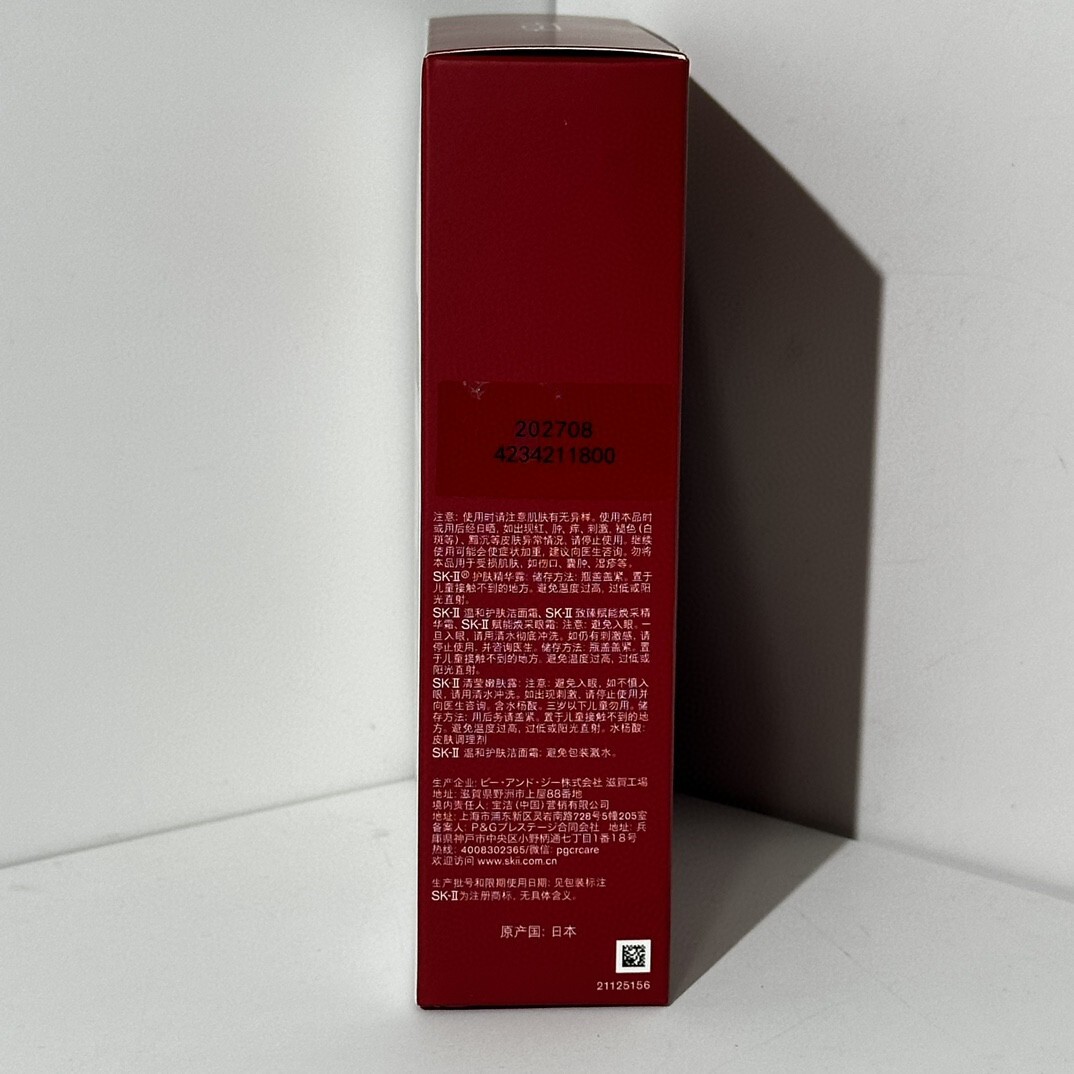 202708
4234211800
注意: 使用时请注意肌肤有无异样。使用本品时
或用后经日晒, 如出现红、肿、痒、刺激、褪色 (白
斑等)、黯沉等皮肤异常情况, 请停止使用。继续
使用可能会使症状加重, 建议向医生咨询。勿将
本品用于受损肌肤, 如伤口、囊肿、湿疹等。
SK-II® 护肤精华露: 储存方法: 瓶盖盖紧。置于
儿童接触不到的地方。避免温度过高, 过低或阳
光直射。
SK-II 温和护肤洁面霜、SK-II 致臻赋能焕采精
华霜、SK-II 赋能焕采眼霜: 注意: 避免入眼。一
旦入眼, 请用清水彻底冲洗。如仍有刺激感, 请
停止使用, 并咨询医生。储存方法: 瓶盖盖紧。置
于儿童接触不到的地方。避免温度过高, 过低或
阳光直射。
SK-II 清莹嫩肤露: 注意: 避免入眼, 如不慎入
眼, 请用清水冲洗。如出现刺激, 请停止使用并
向医生咨询。含水杨酸。三岁以下儿童勿用。储
存方法: 用后务请盖紧。置于儿童接触不到的地
方。避免温度过高, 过低或阳光直射。水杨酸:
皮肤调理剂
SK-II 温和护肤洁面霜: 避免包装溅水。
生产企业: ピー・アンド・ジー株式会社 滋賀工場
地址: 滋賀県野洲市上屋88番地
境内责任人: 宝洁 (中国) 营销有限公司
地址: 上海市浦东新区灵岩南路728号5幢205室
备案人: P&Gプレステージ合同会社 地址: 兵
庫県神戸市中央区小野柄通七丁目1番18号
热线: 4008302365/微信: pgcrcare
欢迎访问 www.skii.com.cn
生产批号和限期使用日期: 见包装标注
SK-II为注册商标, 无具体含义。
原产国: 日本
21125156